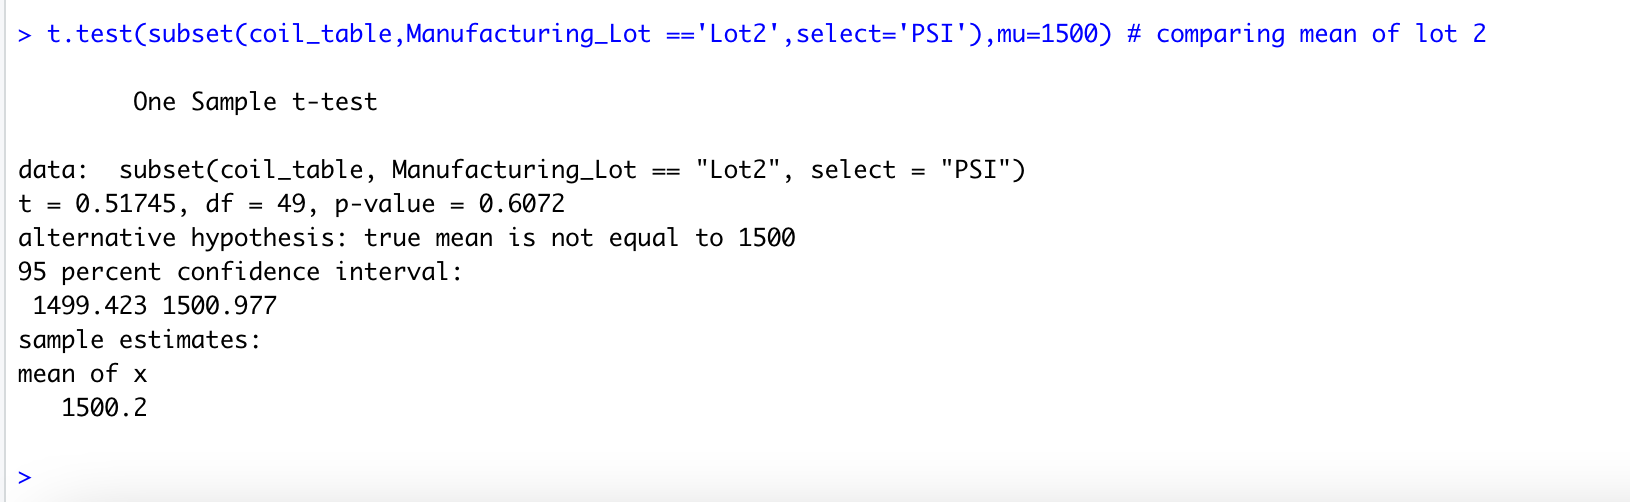 > t.test(subset(coil_table,Manufacturing_Lot =='Lot2',select='PSI'),mu=1500) # comparing mean of lot 2
One Sample t-test
data:  subset(coil_table, Manufacturing_Lot == "Lot2", select = "PSI")
t = 0.51745, df = 49, p-value = 0.6072
alternative hypothesis: true mean is not equal to 1500
95 percent confidence interval:
1499.423 1500.977
sample estimates:
mean of x
1500.2
>